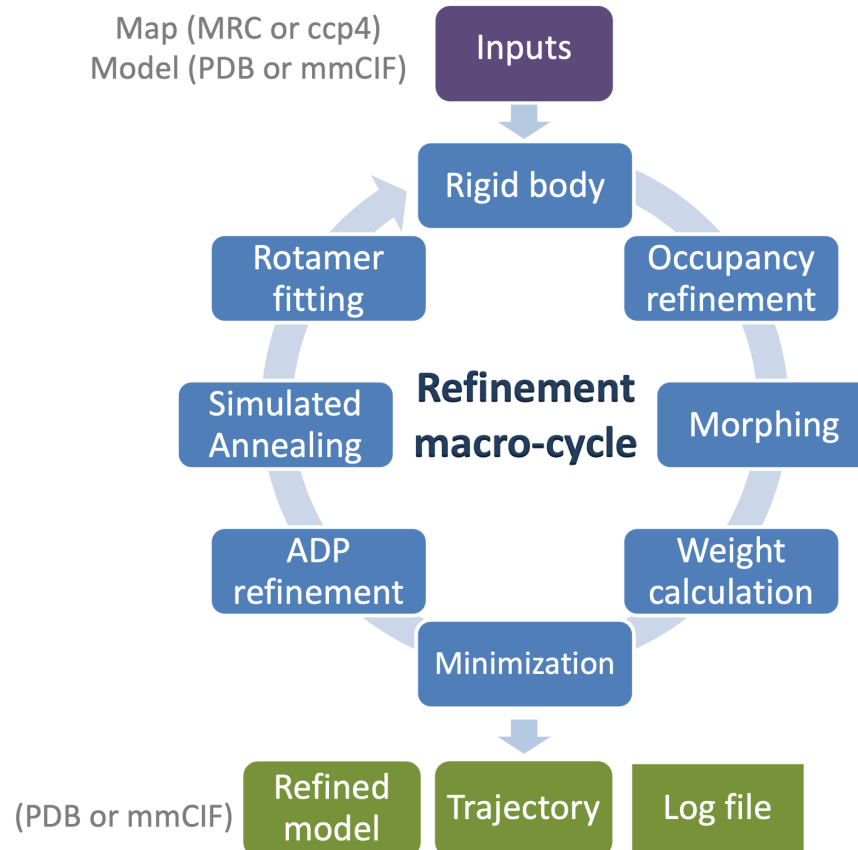 Map (MRC or ccp4)
Model (PDB or mmCIF)
Inputs
Rigid body
Rotamer
fitting
Occupancy
refinement
Simulated
Annealing
Refinement
macro-cycle
Morphing
ADP
refinement
Weight
calculation
Minimization
(PDB or mmCIF)
Refined
model
Trajectory
Log file